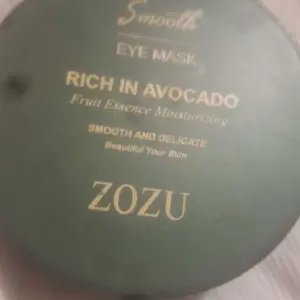 Smooth
EYE MASK
RICH IN AVOCADO
Fruit Essence Moisturizing
SMOOTH AND DELICATE
Beautiful Your Skin
ZOZU